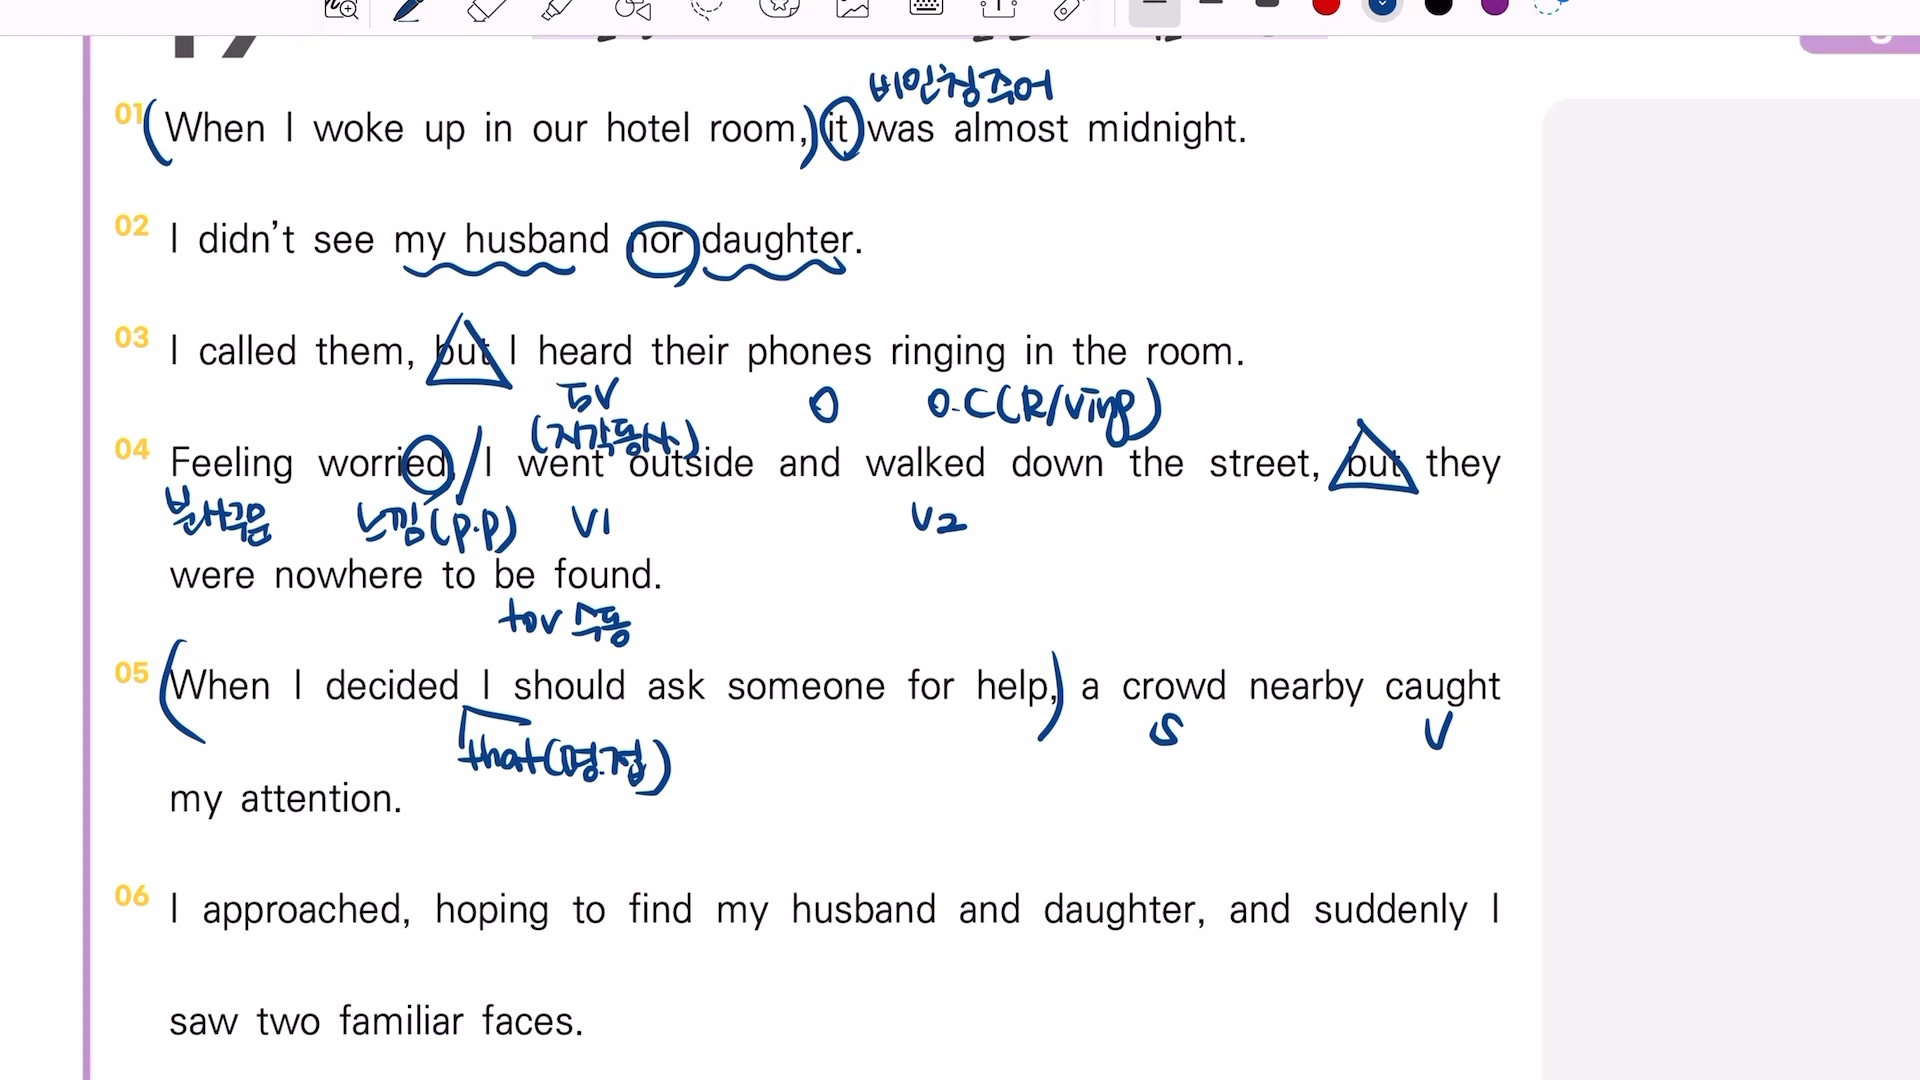 비인칭주어
01 When I woke up in our hotel room, it was almost midnight.
02 I didn't see my husband nor daughter.
03 I called them, but I heard their phones ringing in the room.
5V O O.C(R/Ving)
(지각동사)
04 Feeling worried, I went outside and walked down the street, but they
분사구문 느낌(p.p) V1 V2
were nowhere to be found.
toV 수동
05 When I decided I should ask someone for help, a crowd nearby caught
S V
that(명.접)
my attention.
06 I approached, hoping to find my husband and daughter, and suddenly I
saw two familiar faces.